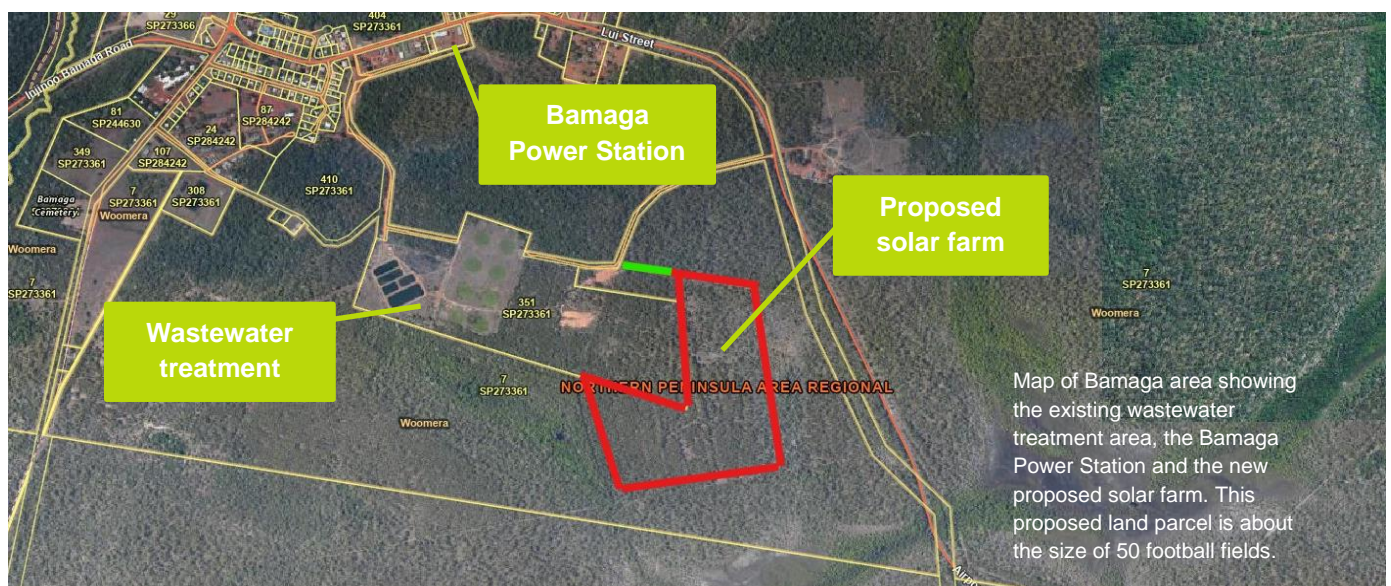 29
SP273366
404
SP273361
Lui Street
Injinoo Bamaga Road
Bamaga
Power Station
81
SP244630
87
SP284242
24
SP284242
349
SP273361
107
SP284242
410
SP273361
7
SP273361
308
SP273361
Bamaga
Cemetery
Woomera
Woomera
7
SP273361
Proposed
solar farm
7
SP273361
Woomera
351
SP273361
Wastewater
treatment
7
SP273361
NORTHERN PENINSULA AREA REGIONAL
Woomera
Map of Bamaga area showing
the existing wastewater
treatment area, the Bamaga
Power Station and the new
proposed solar farm. This
proposed land parcel is about
the size of 50 football fields.